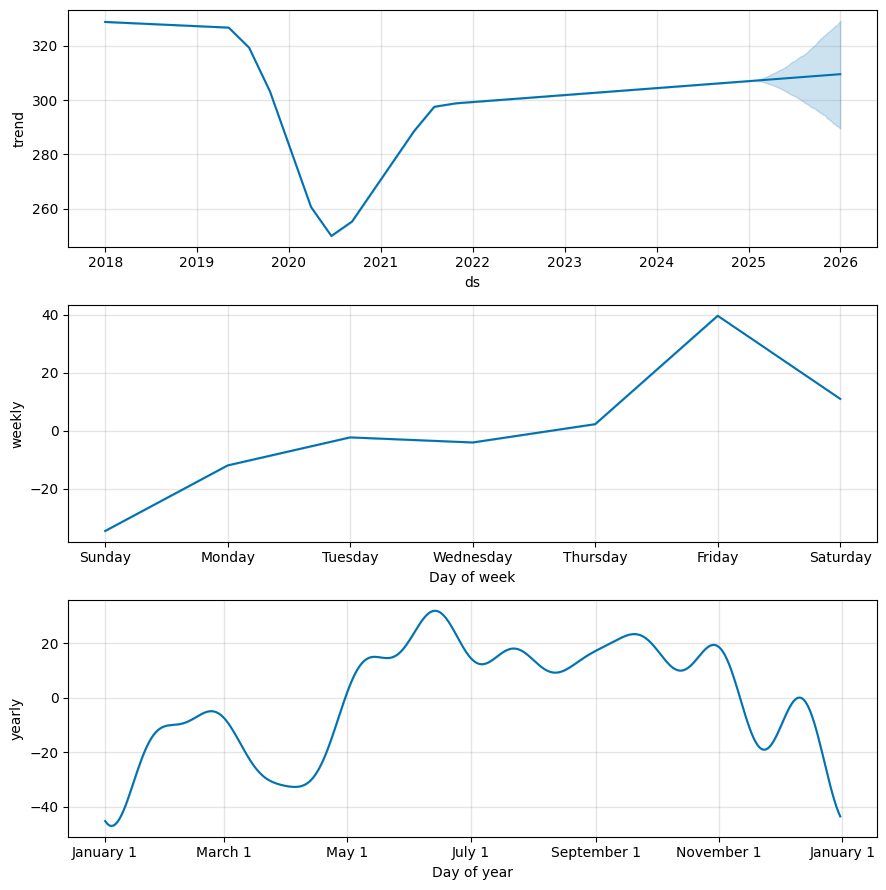 320
300
280
260
trend
2018 2019 2020 2021 2022 2023 2024 2025 2026
ds
40
20
0
−20
weekly
Sunday Monday Tuesday Wednesday Thursday Friday Saturday
Day of week
20
0
−20
−40
yearly
January 1 March 1 May 1 July 1 September 1 November 1 January 1
Day of year